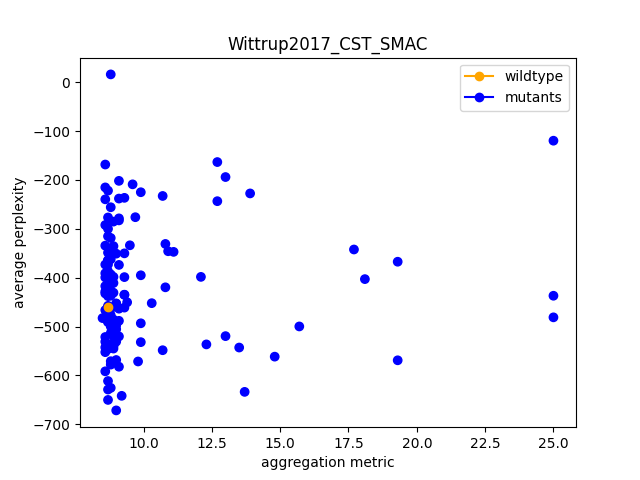 Wittrup2017_CST_SMAC
wildtype
mutants
0
−100
−200
−300
−400
−500
−600
−700
average perplexity
10.0 12.5 15.0 17.5 20.0 22.5 25.0
aggregation metric